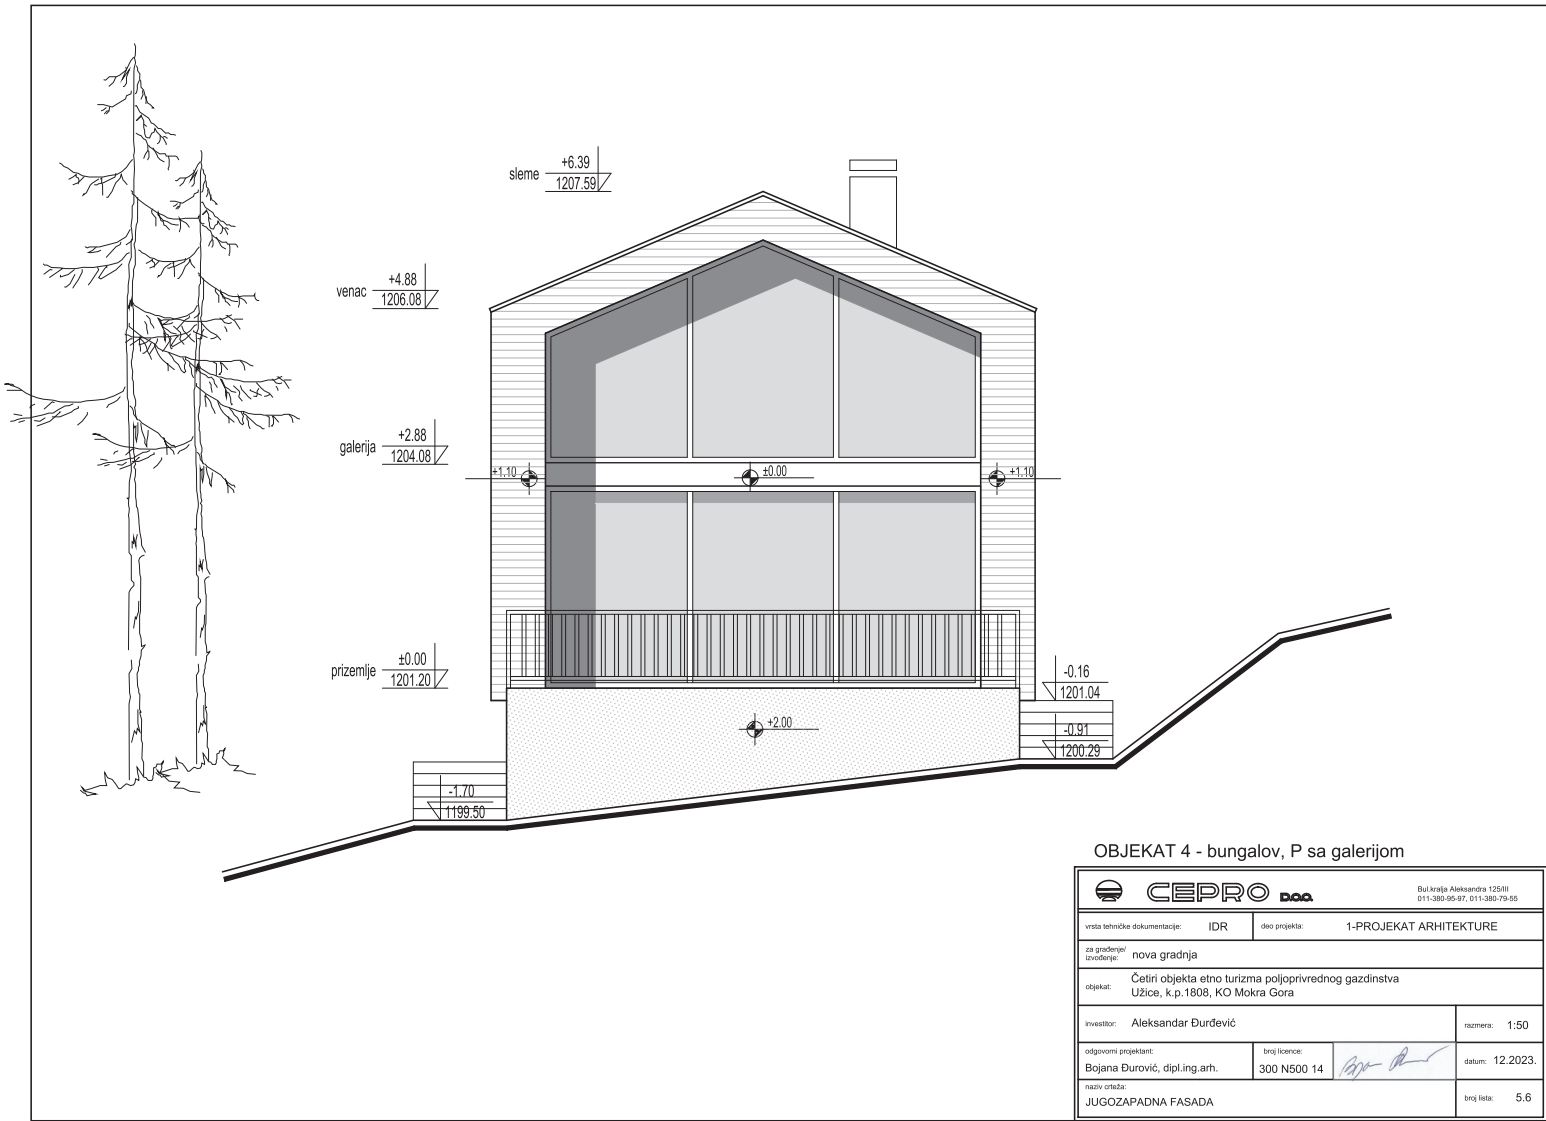 sleme
+6.39
1207.59
venac
+4.88
1206.08
galerija
+2.88
1204.08
+1.10
±0.00
+1.10
prizemlje
±0.00
1201.20
-0.16
1201.04
+2.00
-0.91
1200.29
-1.70
1199.50
OBJEKAT 4 - bungalov, P sa galerijom
CEPRO D.O.O.
Bul.kralja Aleksandra 125/III
011-380-95-97, 011-380-79-55
vrsta tehničke dokumentacije: IDR
deo projekta: 1-PROJEKAT ARHITEKTURE
za građenje/
izvođenje: nova gradnja
objekat: Četiri objekta etno turizma poljoprivrednog gazdinstva
Užice, k.p.1808, KO Mokra Gora
investitor: Aleksandar Đurđević
razmera: 1:50
odgovorni projektant:
Bojana Đurović, dipl.ing.arh.
broj licence:
300 N500 14
datum: 12.2023.
naziv crteža:
JUGOZAPADNA FASADA
broj lista: 5.6